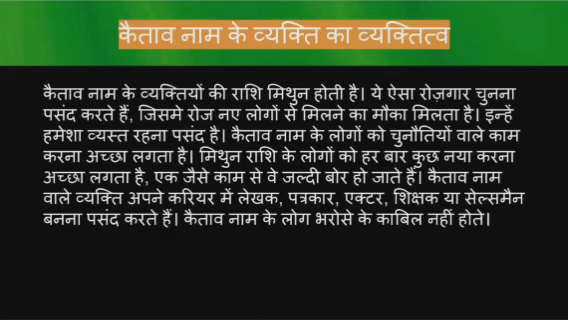 कैताव नाम के व्यक्ति का व्यक्तित्व
कैताव नाम के व्यक्तियों की राशि मिथुन होती है। ये ऐसा रोज़गार चुनना
पसंद करते हैं, जिसमे रोज नए लोगों से मिलने का मौका मिलता है। इन्हें
हमेशा व्यस्त रहना पसंद है। कैताव नाम के लोगों को चुनौतियों वाले काम
करना अच्छा लगता है। मिथुन राशि के लोगों को हर बार कुछ नया करना
अच्छा लगता है, एक जैसे काम से वे जल्दी बोर हो जाते हैं। कैताव नाम
वाले व्यक्ति अपने करियर में लेखक, पत्रकार, एक्टर, शिक्षक या सेल्समैन
बनना पसंद करते हैं। कैताव नाम के लोग भरोसे के काबिल नहीं होते।